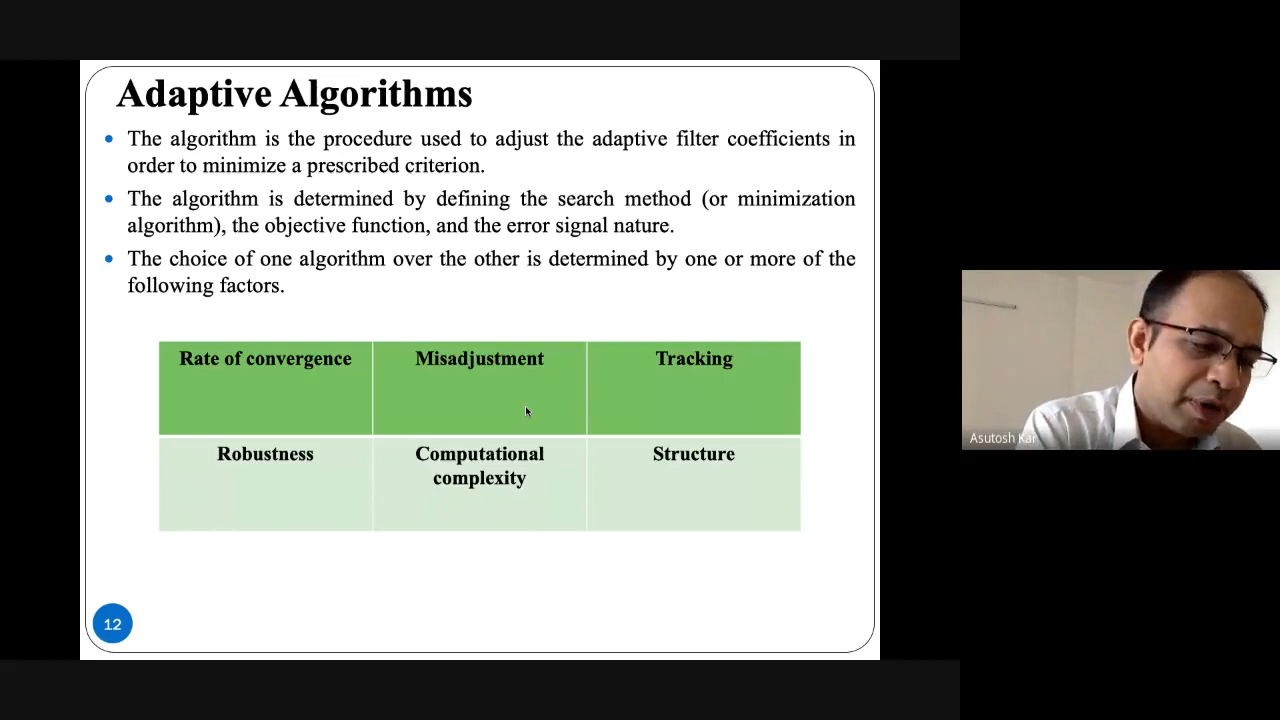 Adaptive Algorithms
• The algorithm is the procedure used to adjust the adaptive filter coefficients in
order to minimize a prescribed criterion.
• The algorithm is determined by defining the search method (or minimization
algorithm), the objective function, and the error signal nature.
• The choice of one algorithm over the other is determined by one or more of the
following factors.
Rate of convergence
Misadjustment
Tracking
Robustness
Computational
complexity
Structure
12
Asutosh Kar